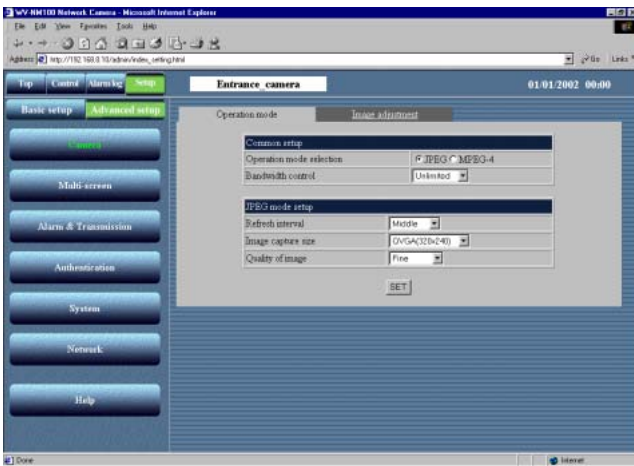 WV-NM100 Network Camera - Microsoft Internet Explorer
File Edit View Favorites Tools Help
Address http://192.168.0.10/admin/index_setting.html Go Links
Top Control Alarm log Setup Entrance_camera 01/01/2002 00:00
Basic setup Advanced setup
Operation mode Image adjustment
Camera
Common setup
Operation mode selection JPEG MPEG-4
Bandwidth control Unlimited
Multi-screen
JPEG mode setup
Alarm & Transmission
Refresh interval Middle
Image capture size QVGA(320x240)
Quality of image Fine
Authentication
SET
System
Network
Help
Done Internet